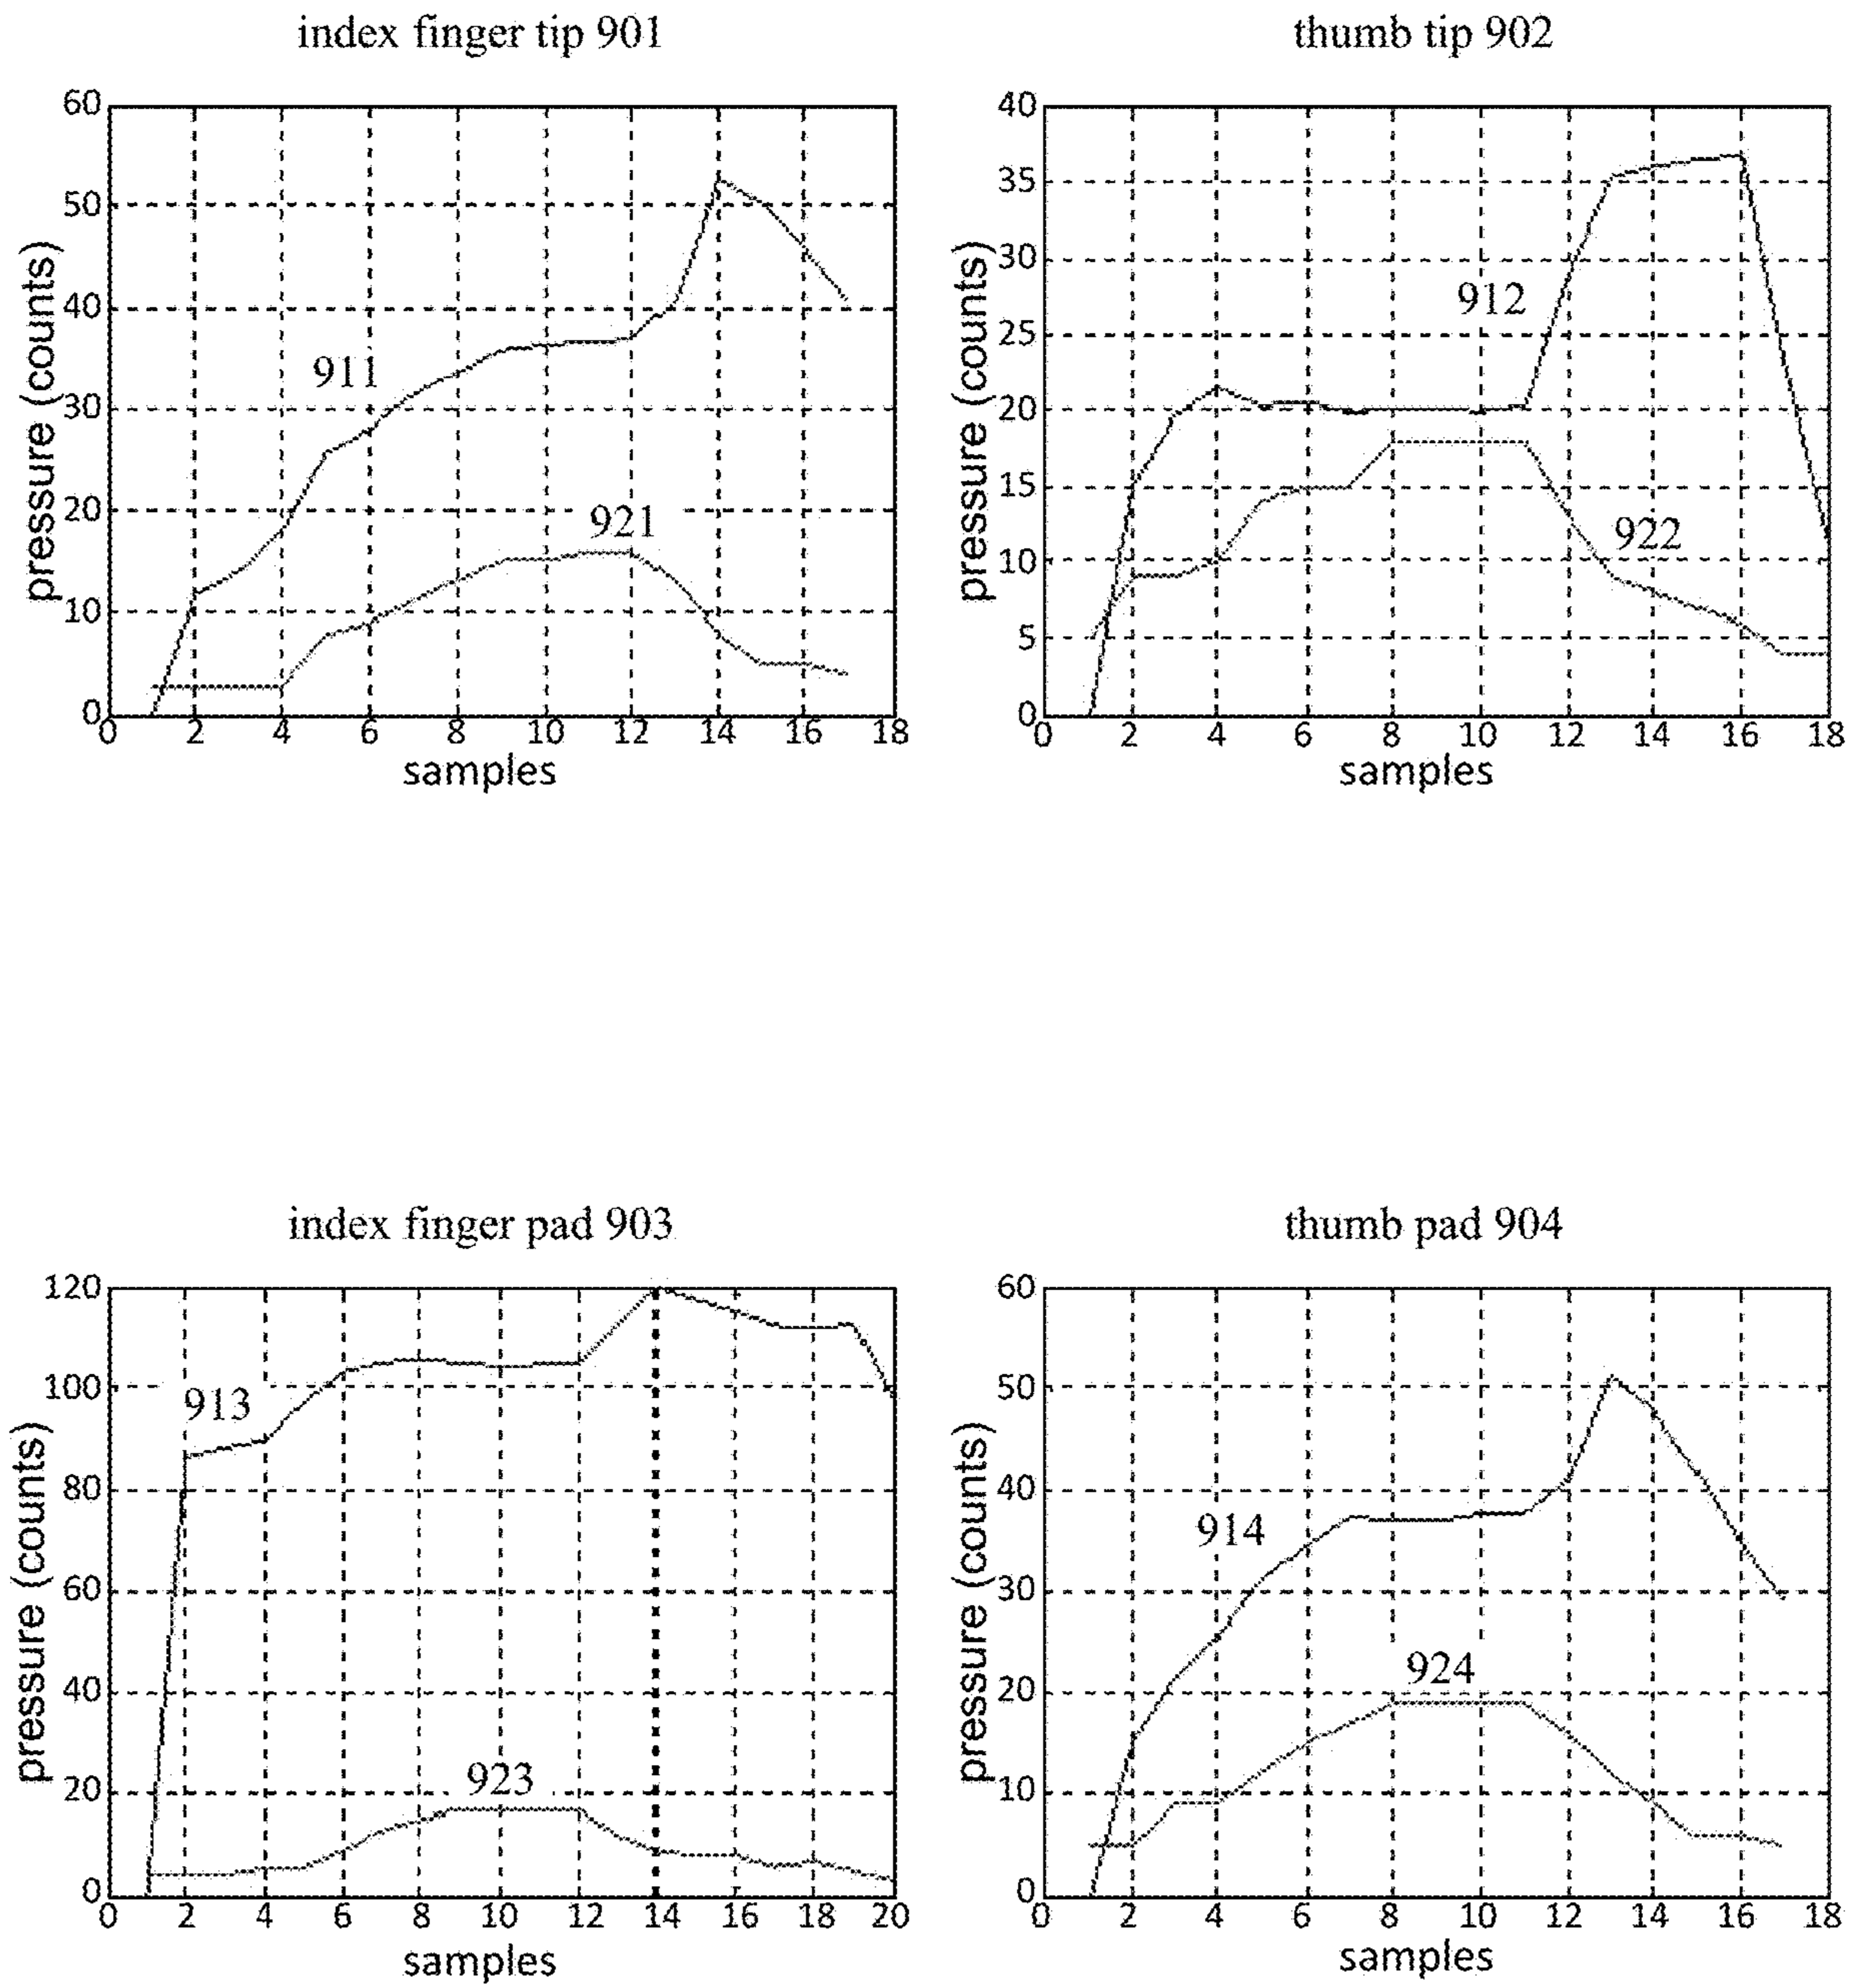 index finger tip 901
60
50
40
30
20
10
0
pressure (counts)
911
921
0 2 4 6 8 10 12 14 16 18
samples
thumb tip 902
40
35
30
25
20
15
10
5
0
pressure (counts)
912
922
0 2 4 6 8 10 12 14 16 18
samples
index finger pad 903
120
100
80
60
40
20
0
pressure (counts)
913
923
0 2 4 6 8 10 12 14 16 18 20
samples
thumb pad 904
60
50
40
30
20
10
0
pressure (counts)
914
924
0 2 4 6 8 10 12 14 16 18
samples